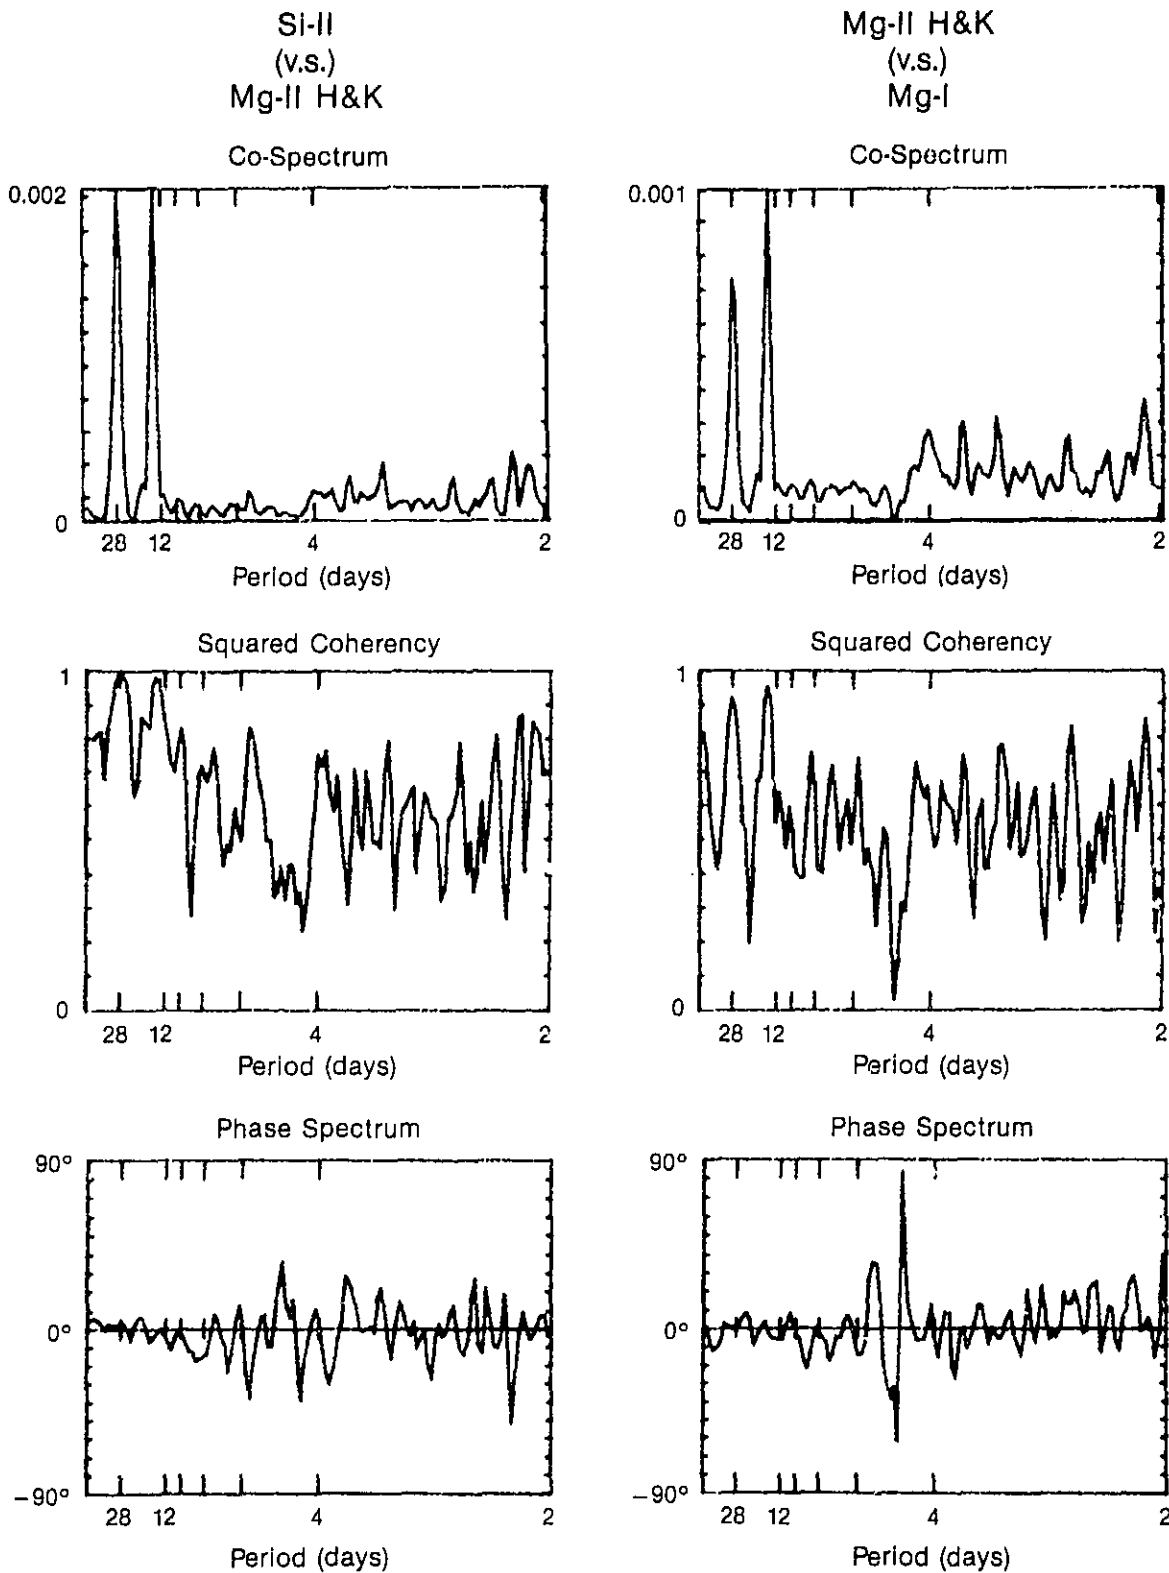 Si-II
(v.s.)
Mg-II H&K
Mg-II H&K
(v.s.)
Mg-I
Co-Spectrum
Co-Spectrum
0.002
0
28 12 4 2
Period (days)
0.001
0
28 12 4 2
Period (days)
Squared Coherency
Squared Coherency
1
0
28 12 4 2
Period (days)
1
0
28 12 4 2
Period (days)
Phase Spectrum
Phase Spectrum
90°
0°
-90°
28 12 4 2
Period (days)
90°
0°
-90°
28 12 4 2
Period (days)